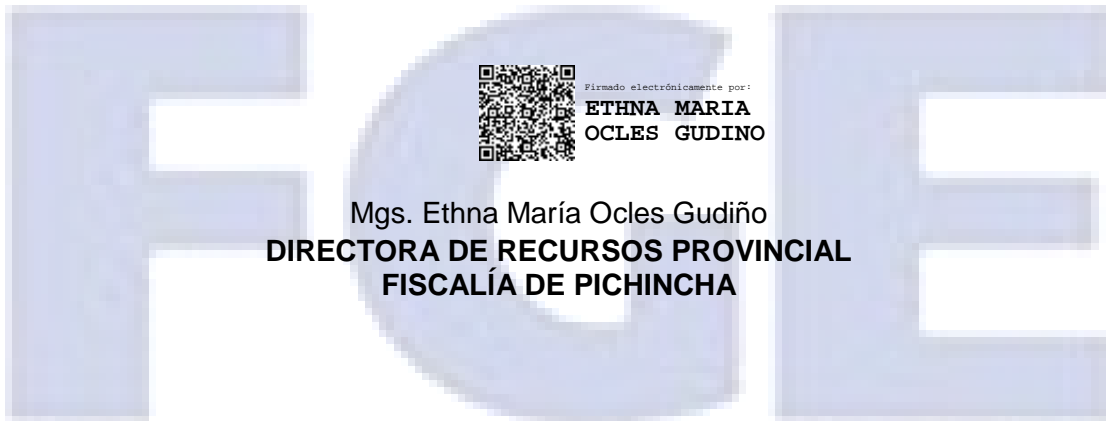 FGE
Firmado electrónicamente por:
ETHNA MARIA
OCLES GUDINO
Mgs. Ethna María Ocles Gudiño
DIRECTORA DE RECURSOS PROVINCIAL
FISCALÍA DE PICHINCHA